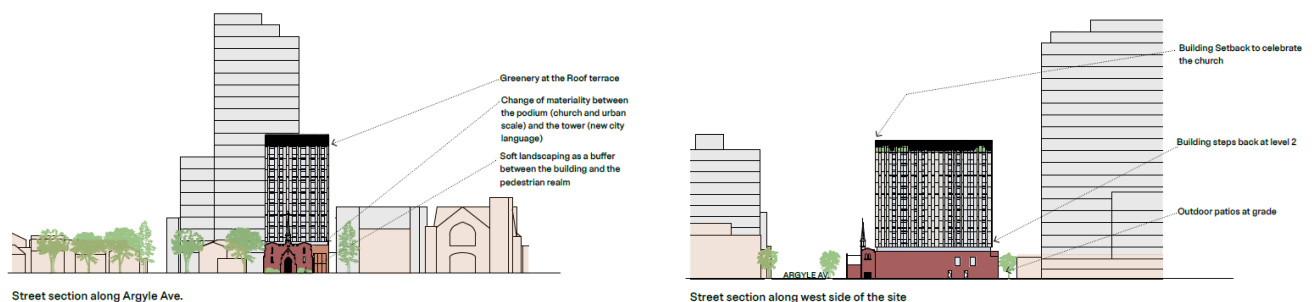 Greenery at the Roof terrace
Change of materiality between
the podium (church and urban
scale) and the tower (new city
language)
Soft landscaping as a buffer
between the building and the
pedestrian realm
Street section along Argyle Ave.
Building Setback to celebrate
the church
Building steps back at level 2
Outdoor patios at grade
ARGYLE AV.
Street section along west side of the site